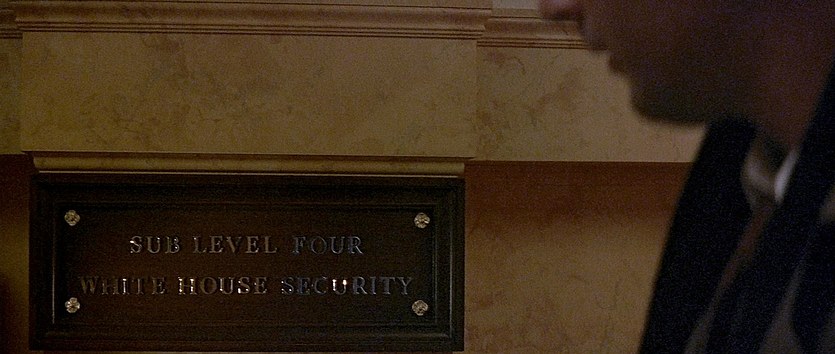 SUB LEVEL FOUR
WHITE HOUSE SECURITY